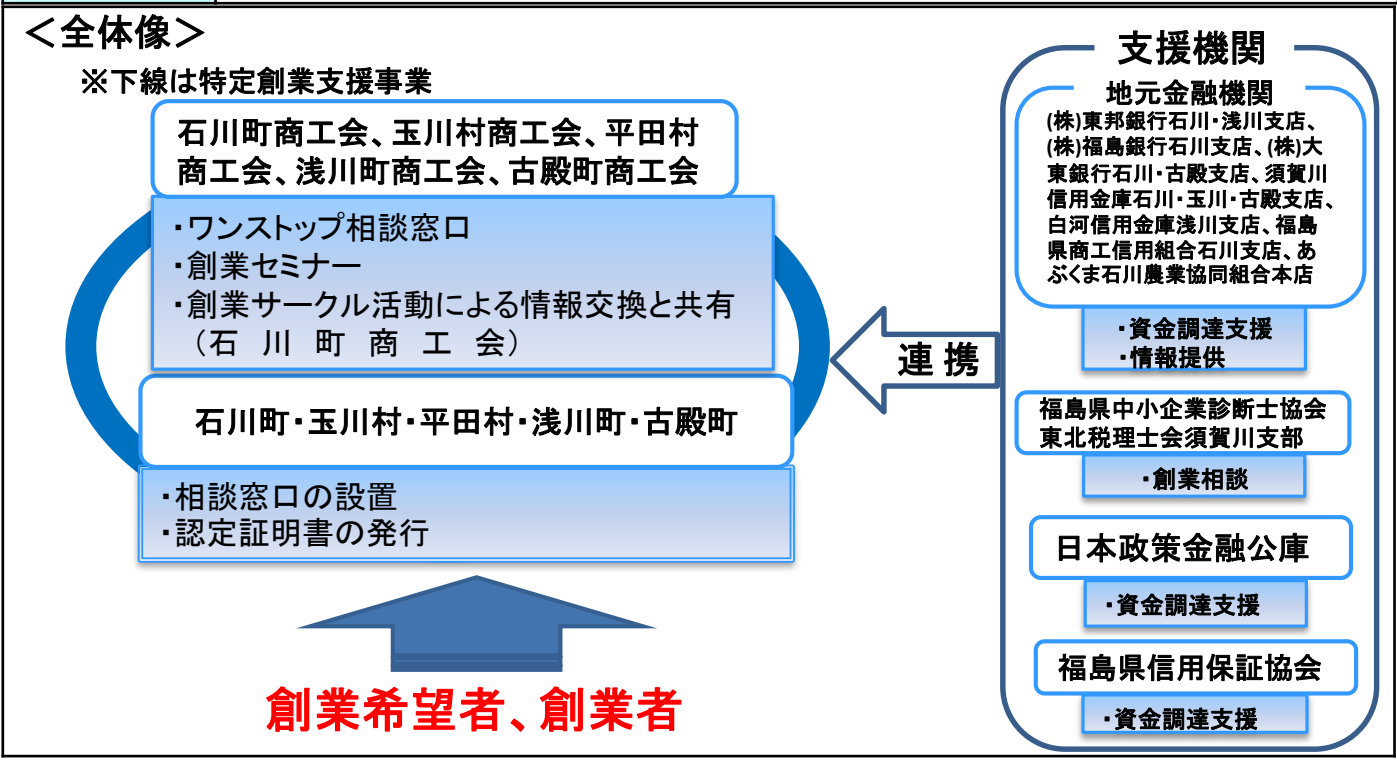 ＜全体像＞
※下線は特定創業支援事業
石川町商工会、玉川村商工会、平田村
商工会、浅川町商工会、古殿町商工会
・ワンストップ相談窓口
・創業セミナー
・創業サークル活動による情報交換と共有
（石　川　町　商　工　会）
石川町・玉川村・平田村・浅川町・古殿町
・相談窓口の設置
・認定証明書の発行
創業希望者、創業者
連 携
支援機関
地元金融機関
(株)東邦銀行石川・浅川支店、
(株)福島銀行石川支店、(株)大
東銀行石川・古殿支店、須賀川
信用金庫石川・玉川・古殿支店、
白河信用金庫浅川支店、福島
県商工信用組合石川支店、あ
ぶくま石川農業協同組合本店
・資金調達支援
・情報提供
福島県中小企業診断士協会
東北税理士会須賀川支部
・創業相談
日本政策金融公庫
・資金調達支援
福島県信用保証協会
・資金調達支援